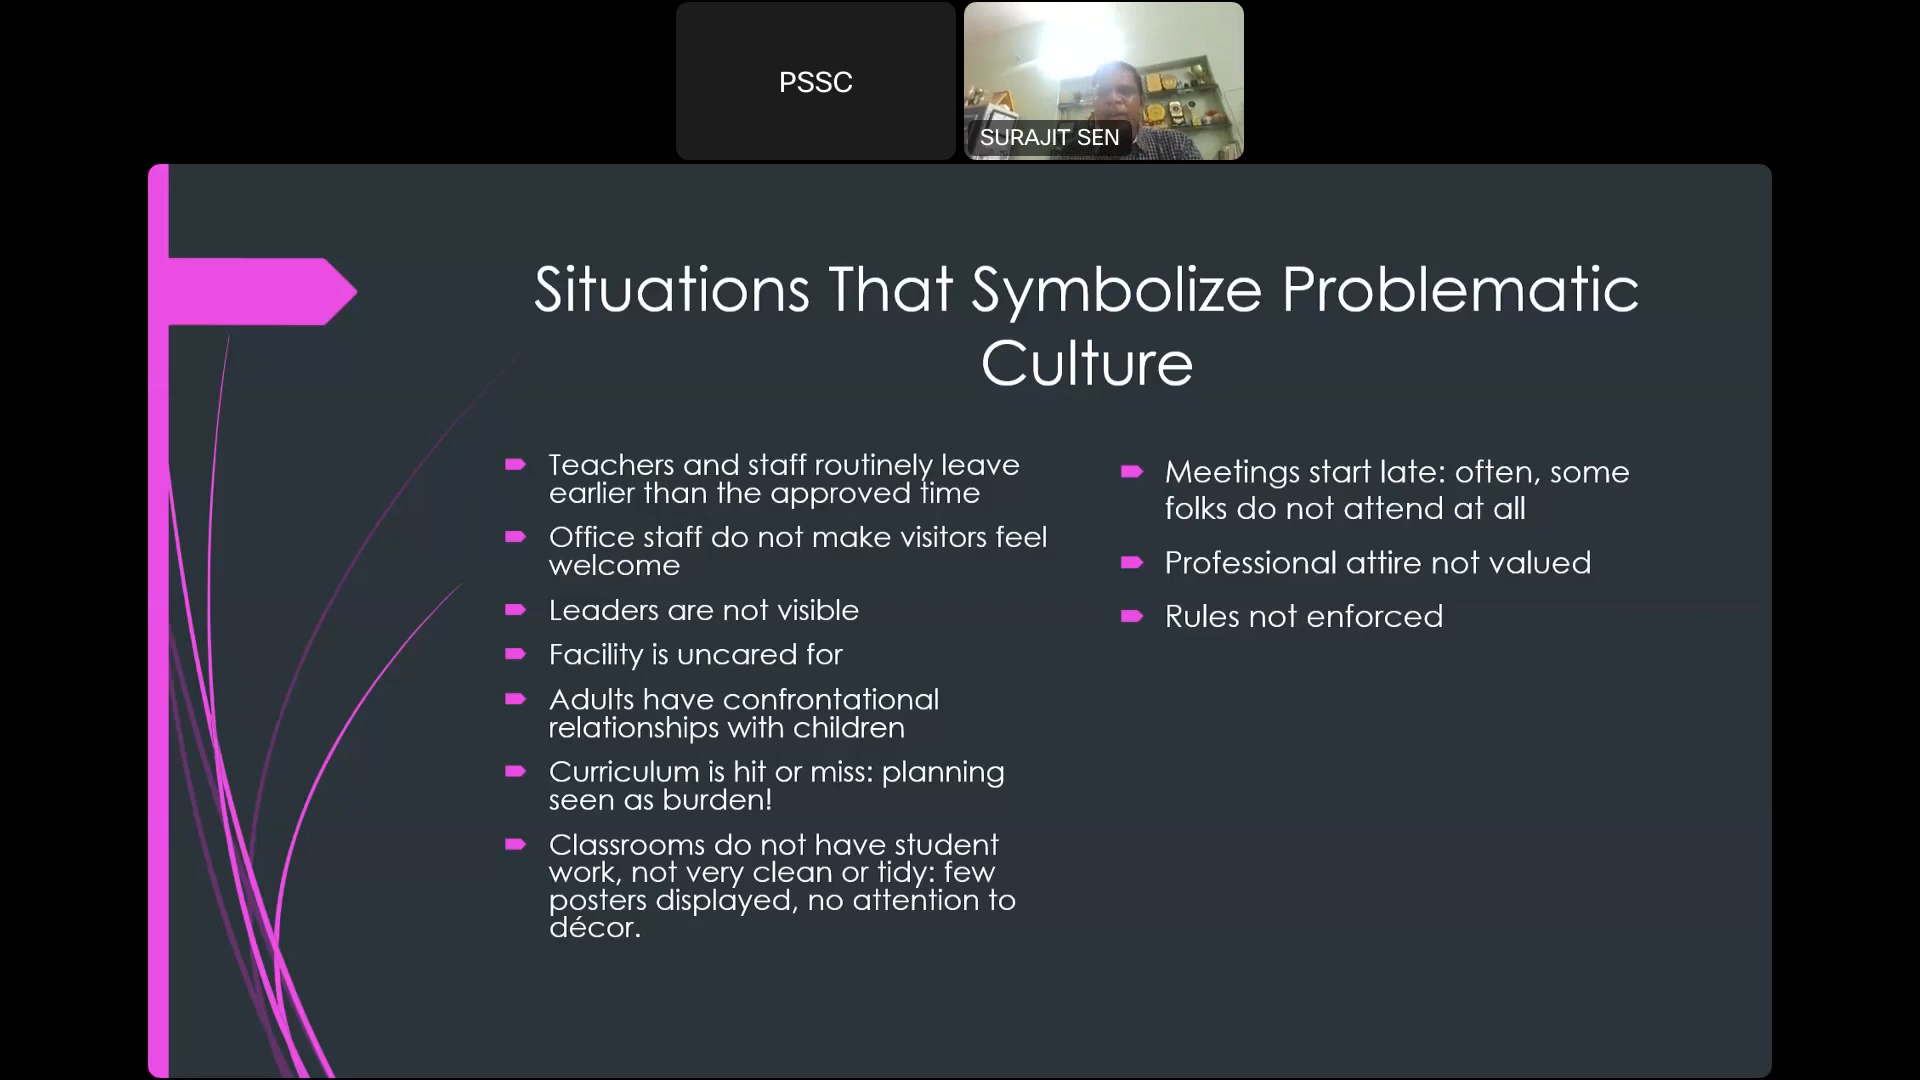 PSSC
SURAJIT SEN
Situations That Symbolize Problematic
Culture
Teachers and staff routinely leave
earlier than the approved time
Office staff do not make visitors feel
welcome
Leaders are not visible
Facility is uncared for
Adults have confrontational
relationships with children
Curriculum is hit or miss: planning
seen as burden!
Classrooms do not have student
work, not very clean or tidy: few
posters displayed, no attention to
décor.
Meetings start late: often, some
folks do not attend at all
Professional attire not valued
Rules not enforced